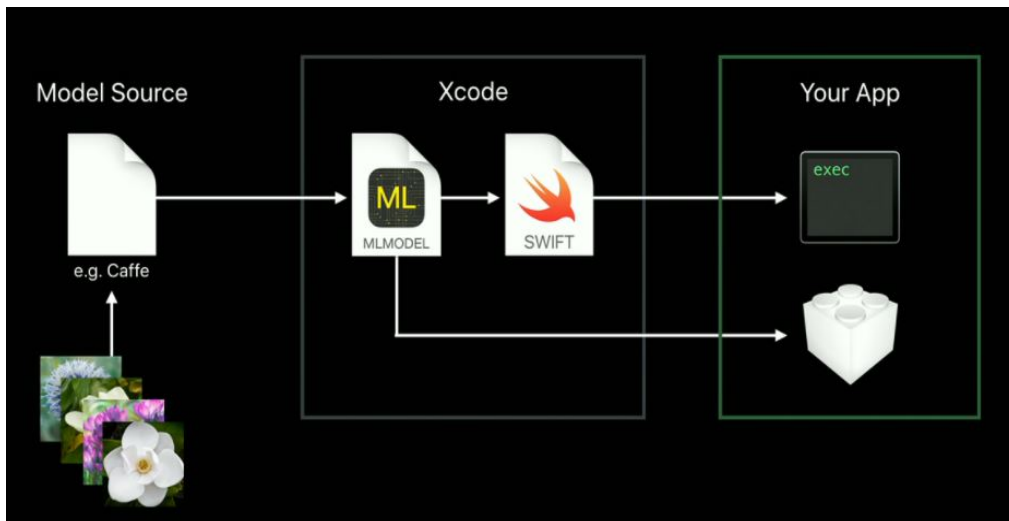 Model Source
Xcode
Your App
exec
ML
MLMODEL
SWIFT
e.g. Caffe